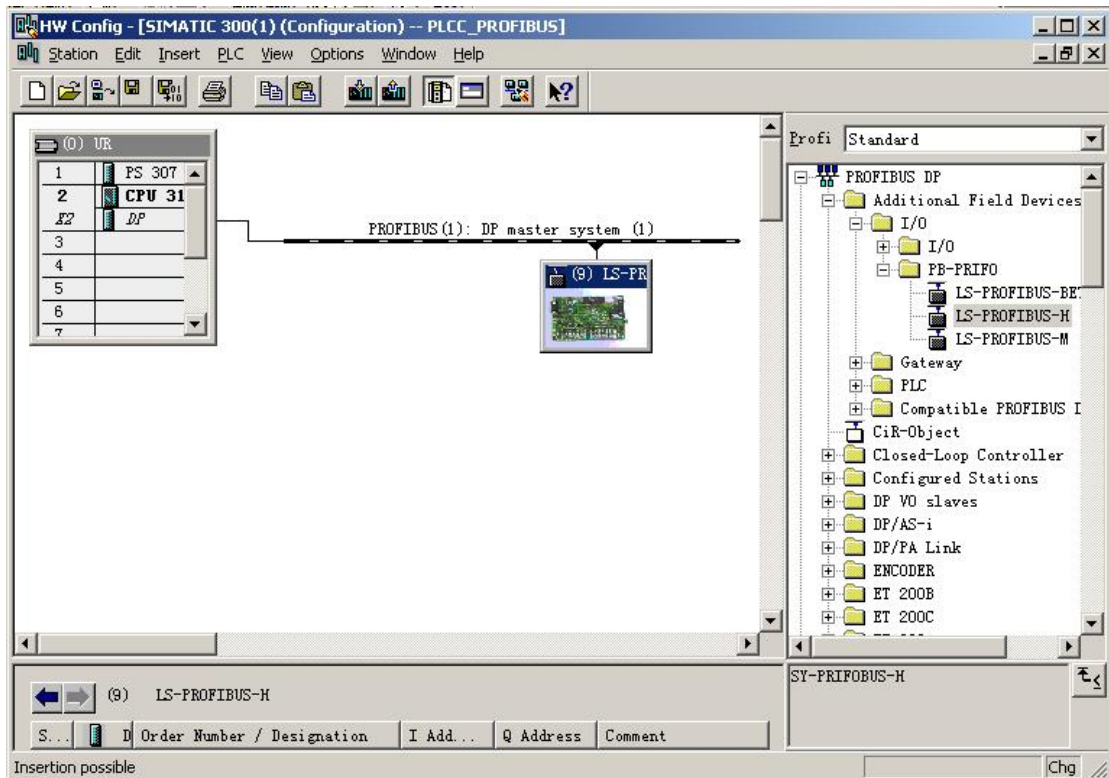 HW Config - [SIMATIC 300(1) (Configuration) -- PLCC_PROFIBUS]
Station Edit Insert PLC View Options Window Help
(0) UR
1 PS 307
2 CPU 31
X2 DP
3
4
5
6
7
PROFIBUS(1): DP master system (1)
(9) LS-PR
Profi Standard
PROFIBUS DP
Additional Field Devices
I/O
I/O
PB-PRIFO
LS-PROFIBUS-BE
LS-PROFIBUS-H
LS-PROFIBUS-M
Gateway
PLC
Compatible PROFIBUS D
CiR-Object
Closed-Loop Controller
Configured Stations
DP V0 slaves
DP/AS-i
DP/PA Link
ENCODER
ET 200B
ET 200C
(9) LS-PROFIBUS-H
S... D Order Number / Designation I Add... Q Address Comment
SY-PRIFOBUS-H
Insertion possible Chg